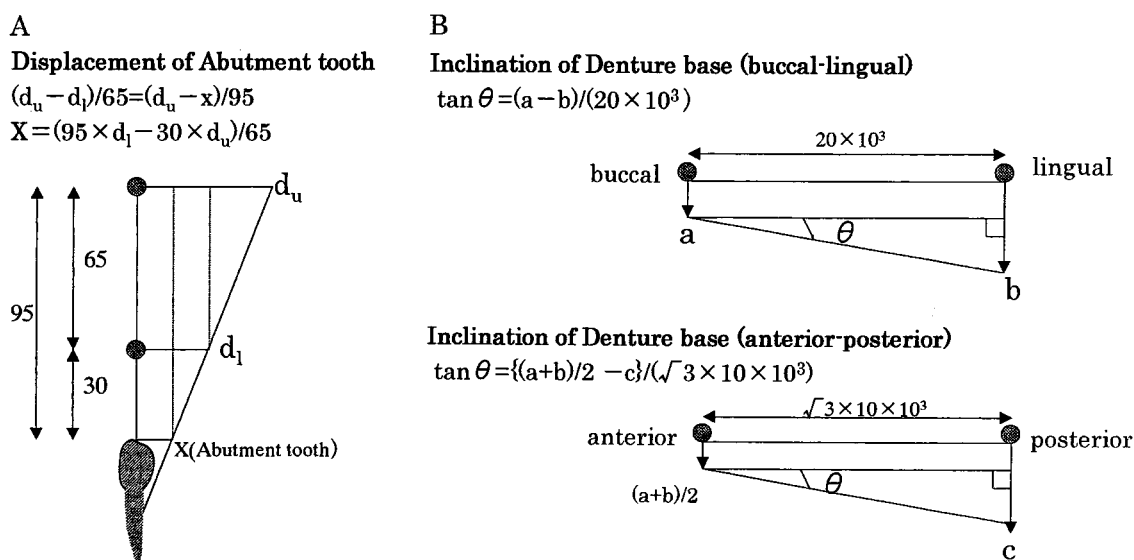 A
Displacement of Abutment tooth
(dᵤ−dₗ)/65=(dᵤ−x)/95
X=(95×dₗ−30×dᵤ)/65
dᵤ
65
95
dₗ
30
X(Abutment tooth)
B
Inclination of Denture base (buccal-lingual)
tan θ=(a−b)/(20×10³)
20×10³
buccal
lingual
a
θ
b
Inclination of Denture base (anterior-posterior)
tan θ={(a+b)/2 −c}/(√3×10×10³)
√3×10×10³
anterior
posterior
(a+b)/2
θ
c